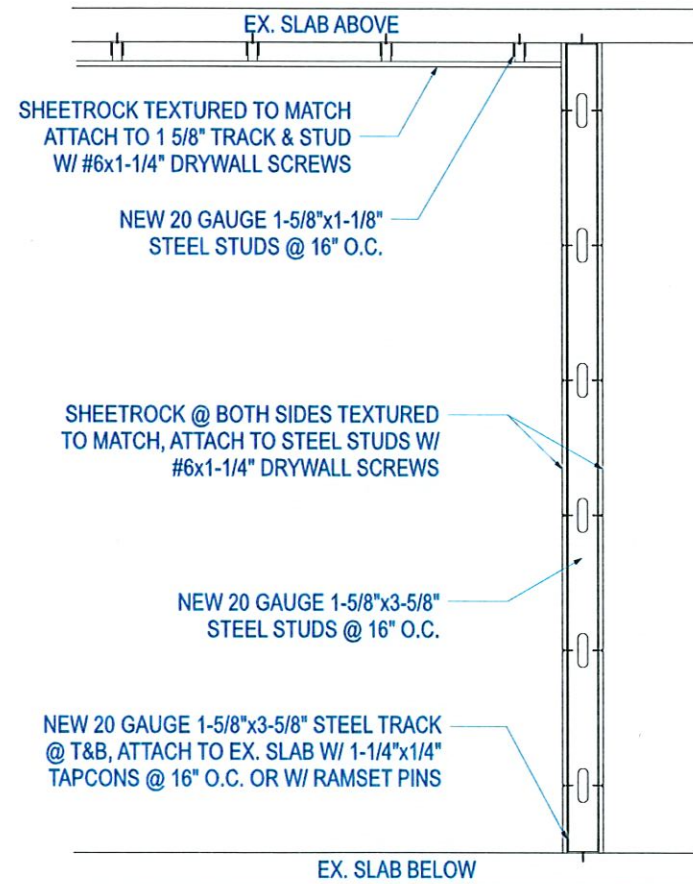 EX. SLAB ABOVE
SHEETROCK TEXTURED TO MATCH
ATTACH TO 1 5/8" TRACK & STUD
W/ #6x1-1/4" DRYWALL SCREWS
NEW 20 GAUGE 1-5/8"x1-1/8"
STEEL STUDS @ 16" O.C.
SHEETROCK @ BOTH SIDES TEXTURED
TO MATCH, ATTACH TO STEEL STUDS W/
#6x1-1/4" DRYWALL SCREWS
NEW 20 GAUGE 1-5/8"x3-5/8"
STEEL STUDS @ 16" O.C.
NEW 20 GAUGE 1-5/8"x3-5/8" STEEL TRACK
@ T&B, ATTACH TO EX. SLAB W/ 1-1/4"x1/4"
TAPCONS @ 16" O.C. OR W/ RAMSET PINS
EX. SLAB BELOW